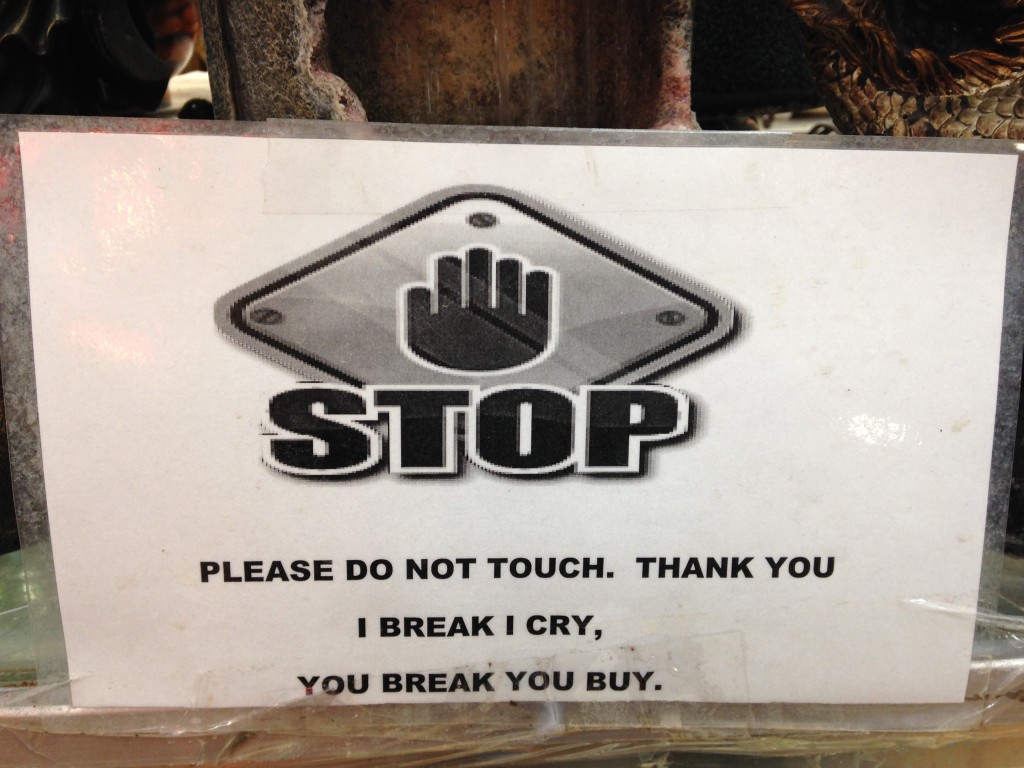 STOP
PLEASE DO NOT TOUCH. THANK YOU
I BREAK I CRY,
YOU BREAK YOU BUY.